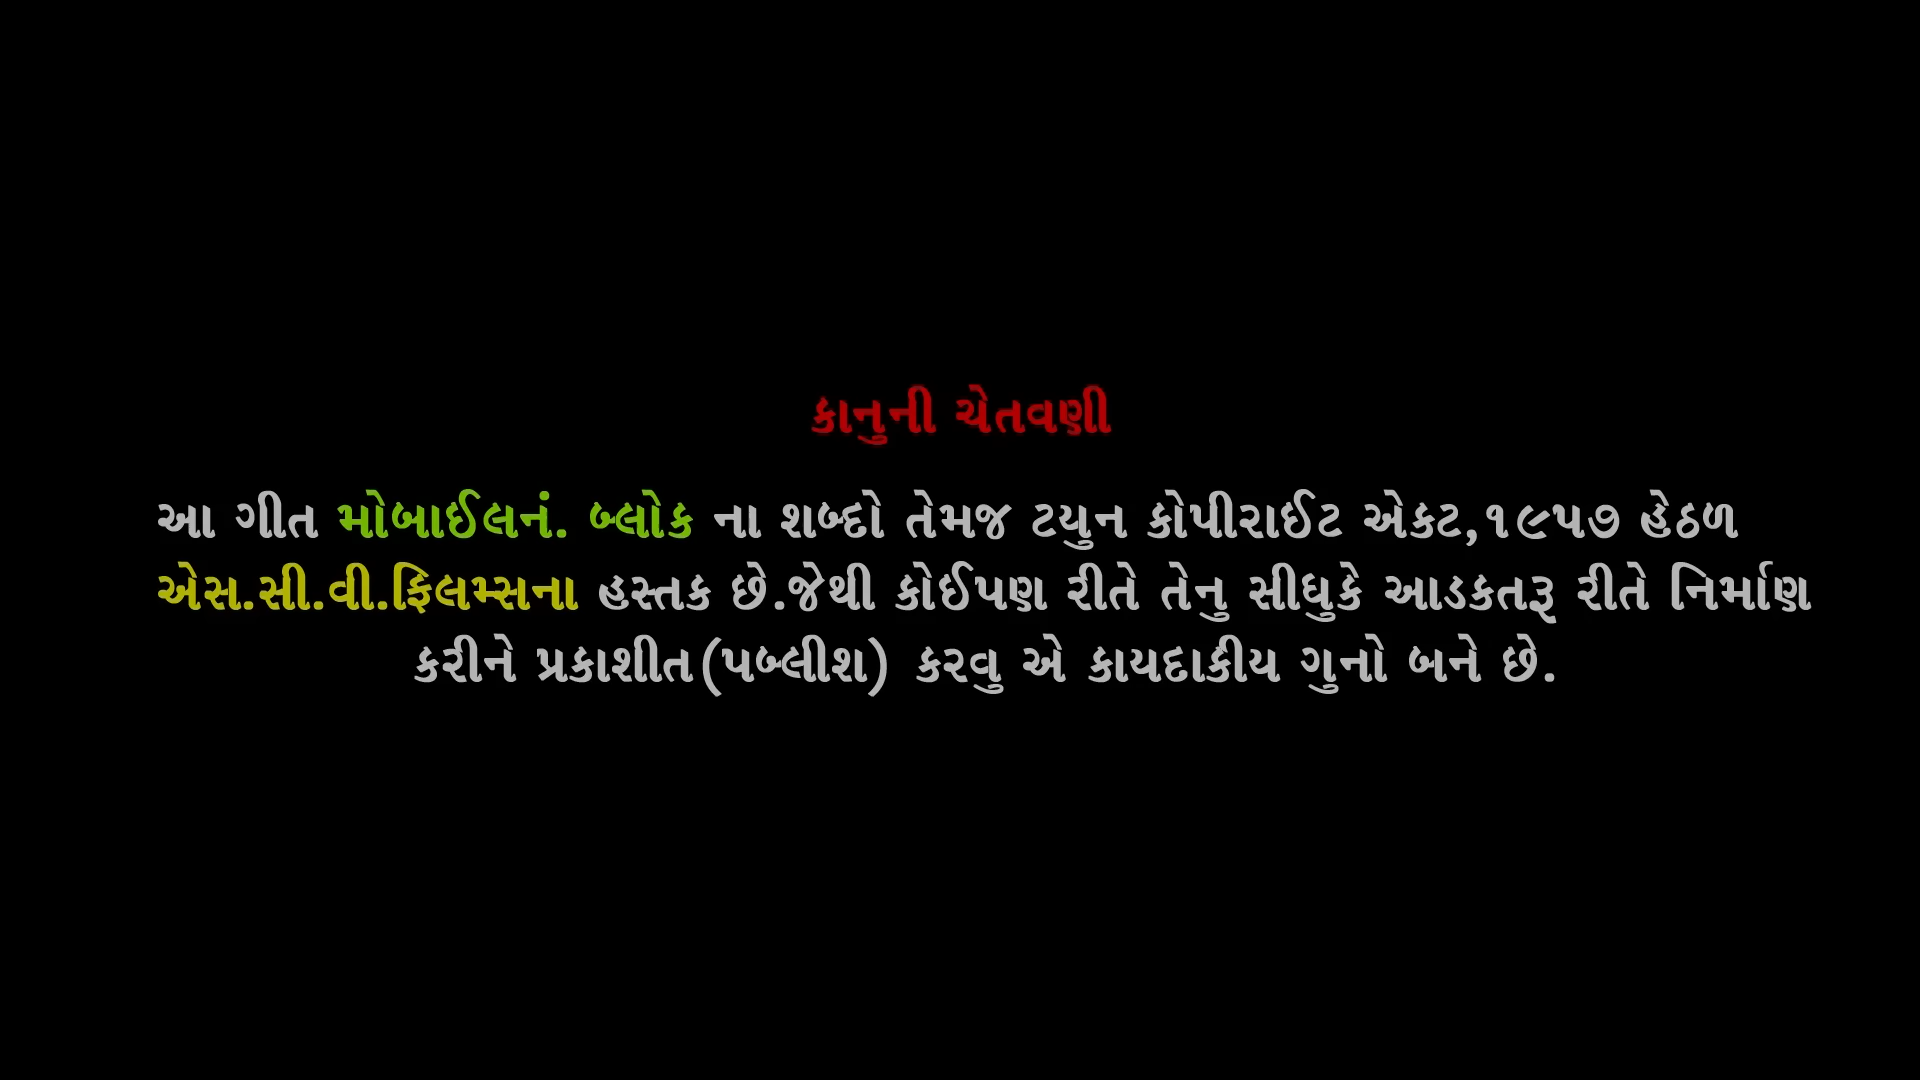 કાનુની ચેતવણી
આ ગીત મોબાઈલનં. બ્લોક ના શબ્દો તેમજ ટયુન કોપીરાઈટ એકટ,૧૯૫૭ હેઠળ
એસ.સી.વી.ફિલમ્સના હસ્તક છે.જેથી કોઈપણ રીતે તેનુ સીધુકે આડકતરૂ રીતે નિર્માણ
કરીને પ્રકાશીત(પબ્લીશ) કરવુ એ કાયદાકીય ગુનો બને છે.